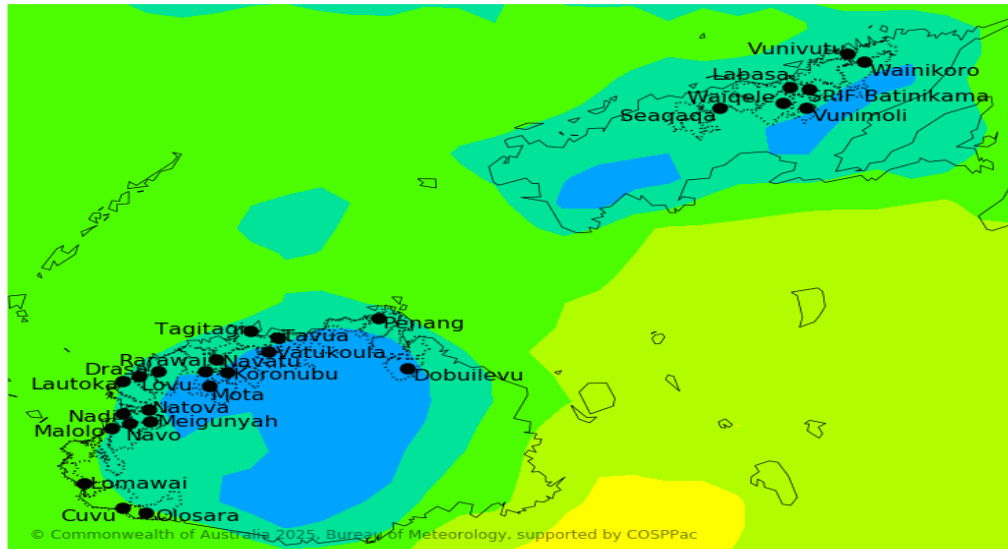 Vunivutu
Wainikoro
Labasa
SRIF Batinikama
Waiqele
Seaqaqa
Vunimoli
Penang
Tagitagi
Tavua
Vatukoula
Rarawai
Navatu
Drasa
Koronubu
Dobuilevu
Lautoka
Lovu
Mota
Natova
Nadi
Meigunyah
Malolo
Navo
Lomawai
Cuvu
Olosara
© Commonwealth of Australia 2025, Bureau of Meteorology, supported by COSPPac